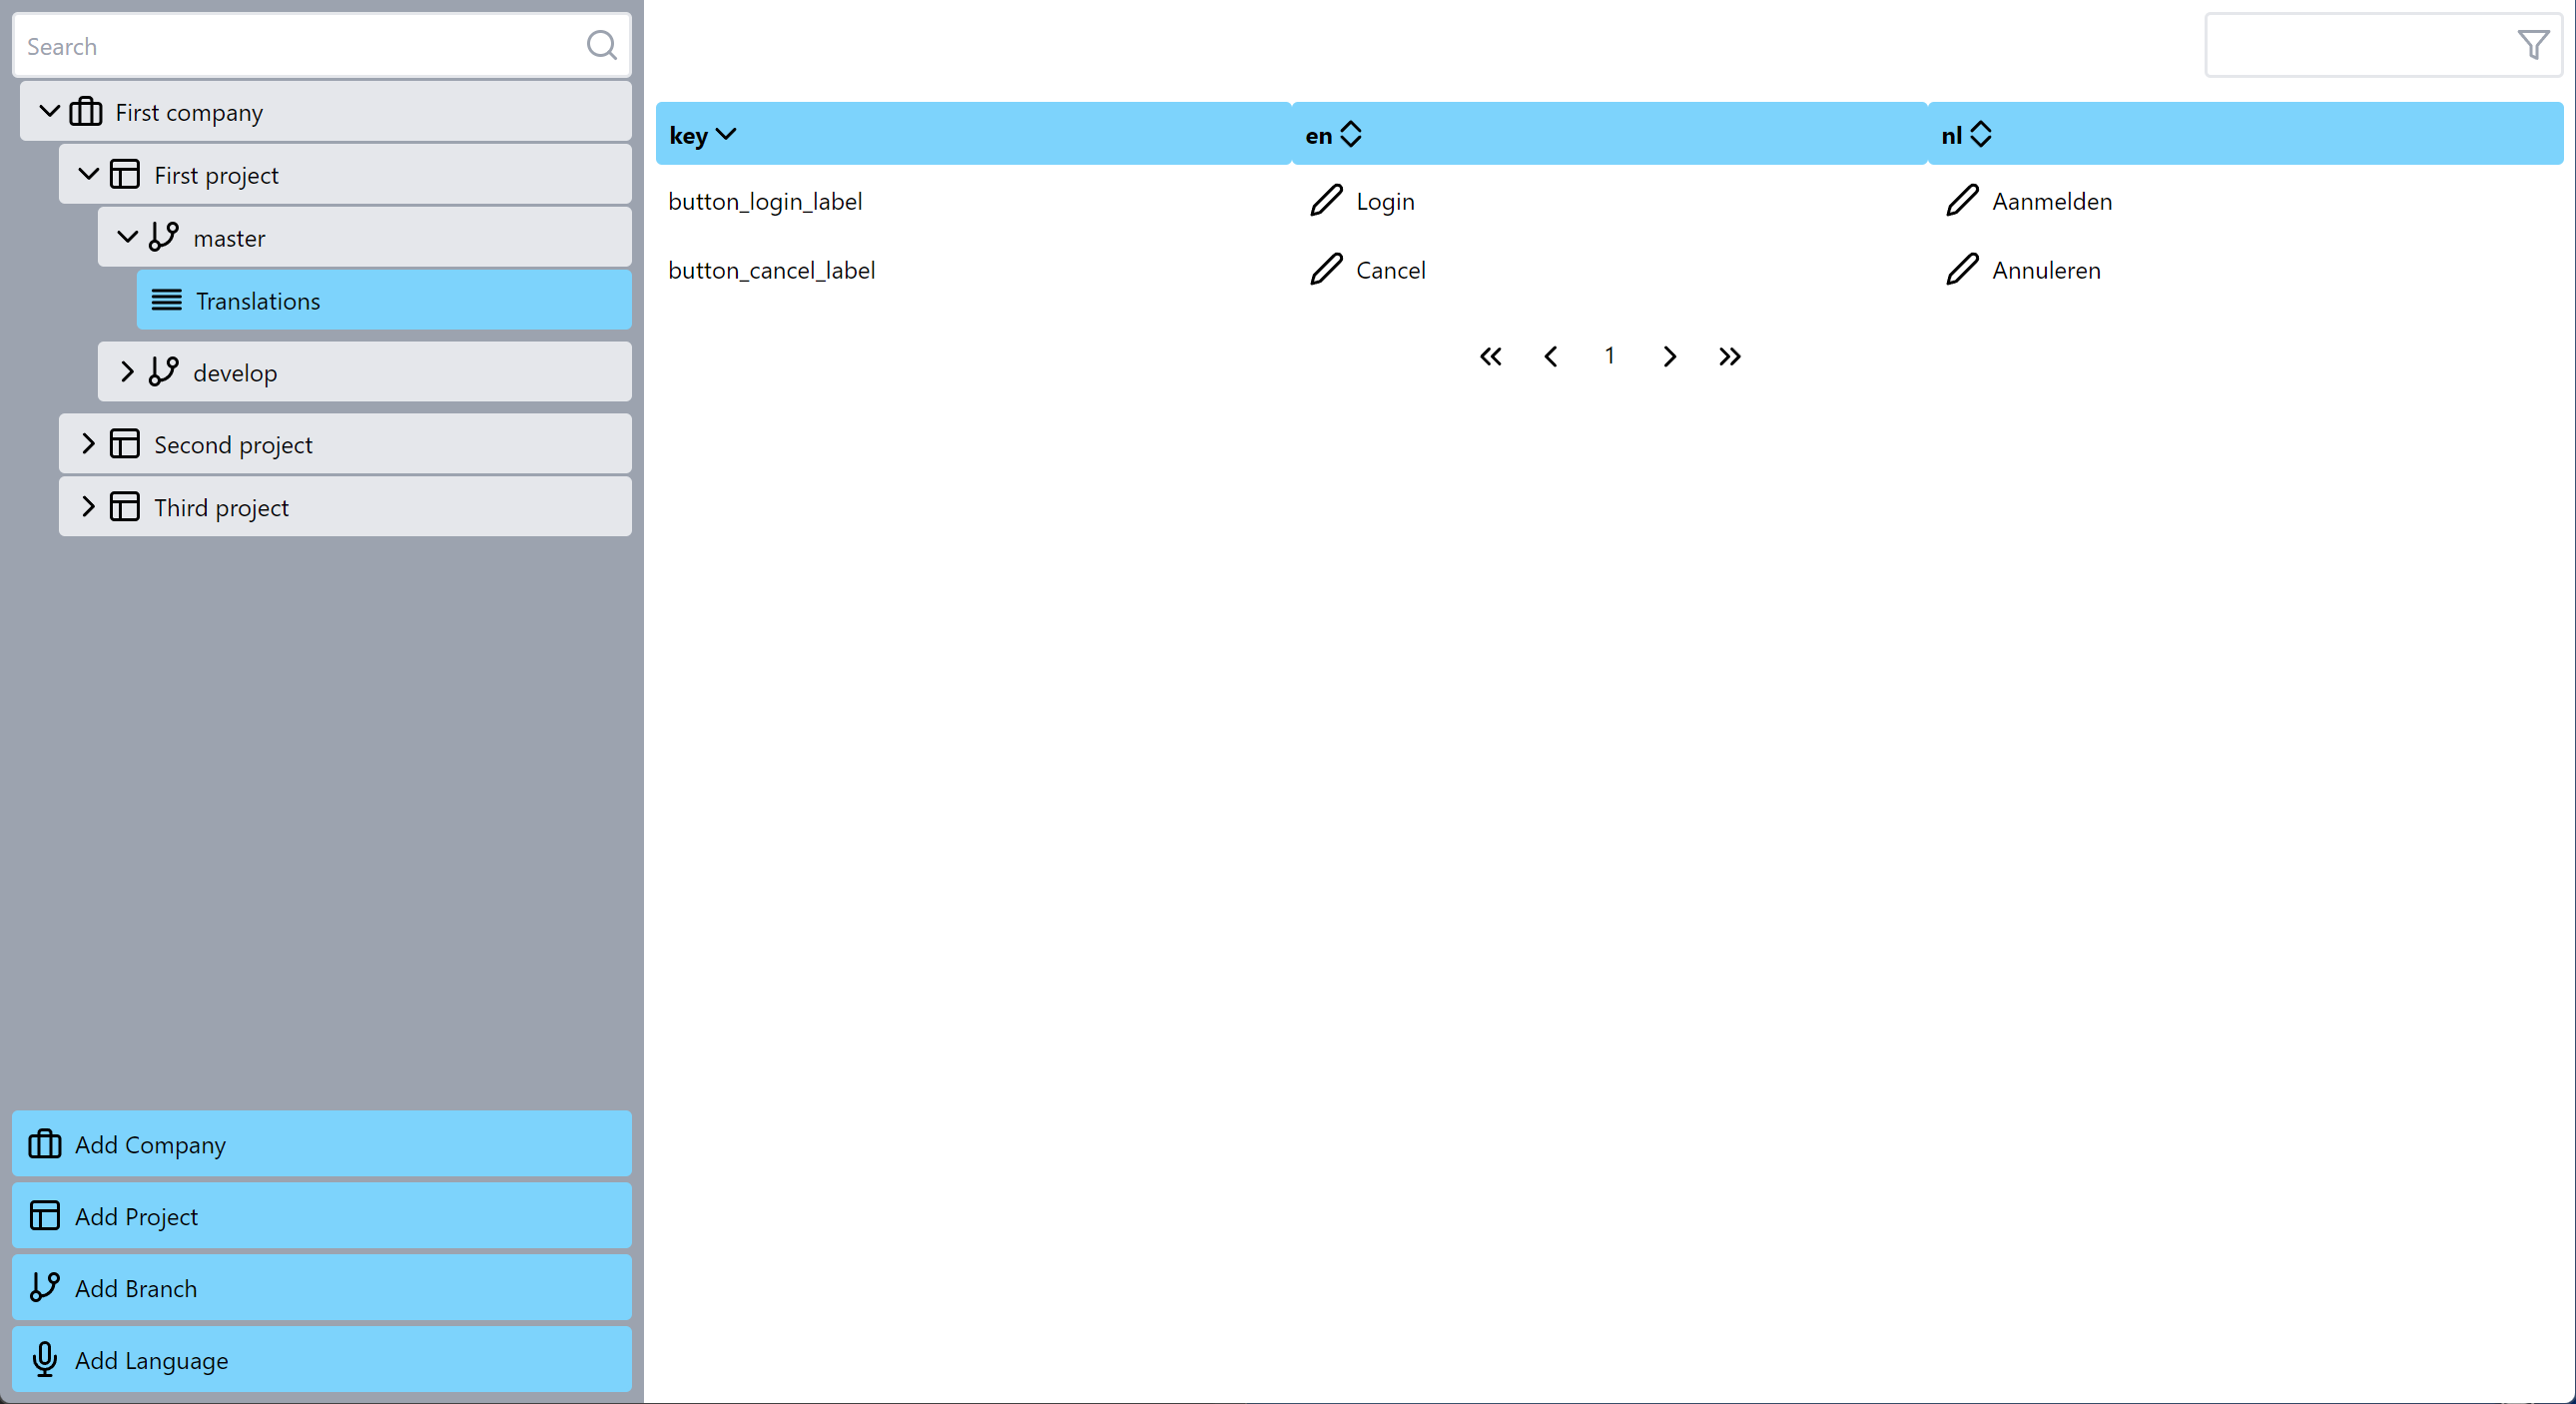 Search
First company
First project
master
Translations
develop
Second project
Third project
Add Company
Add Project
Add Branch
Add Language
key en nl
button_login_label Login Aanmelden
button_cancel_label Cancel Annuleren
1